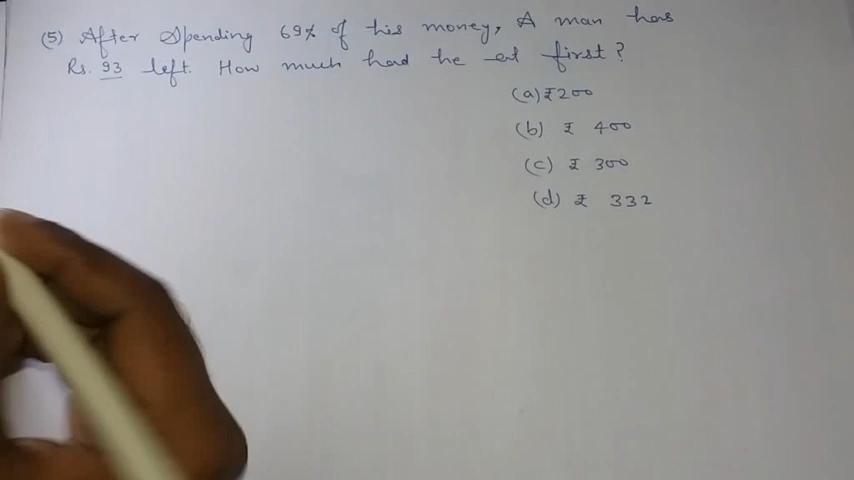 (5) After Spending 69% of his money, A man has
Rs. 93 left. How much had he at first?
(a) ₹200
(b) ₹ 400
(c) ₹ 300
(d) ₹ 332